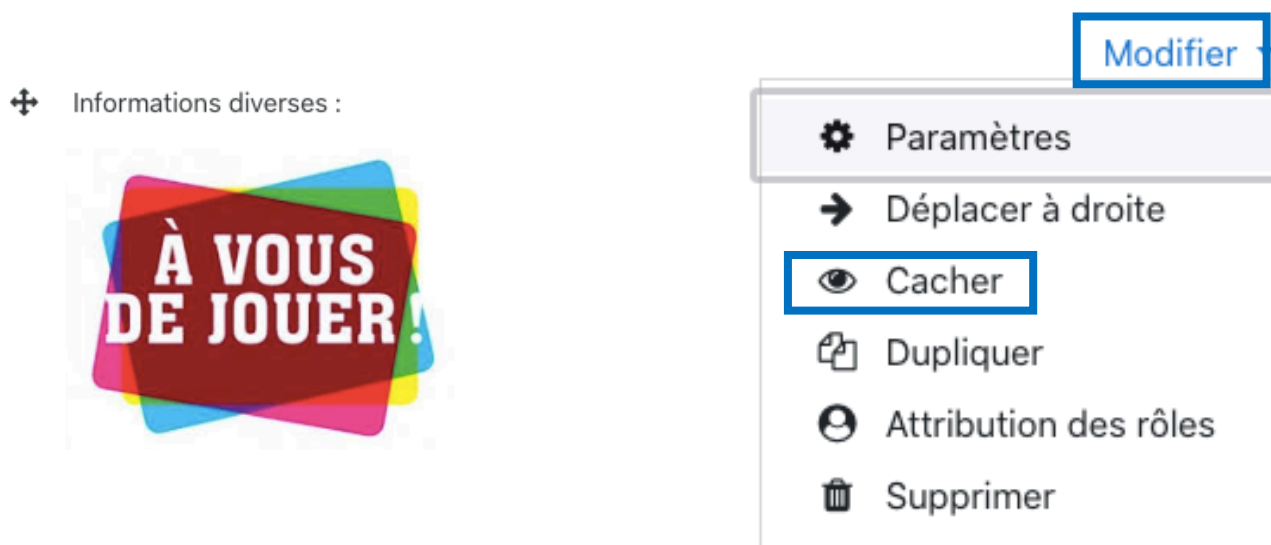 Modifier
Informations diverses :
À VOUS
DE JOUER !
Paramètres
Déplacer à droite
Cacher
Dupliquer
Attribution des rôles
Supprimer